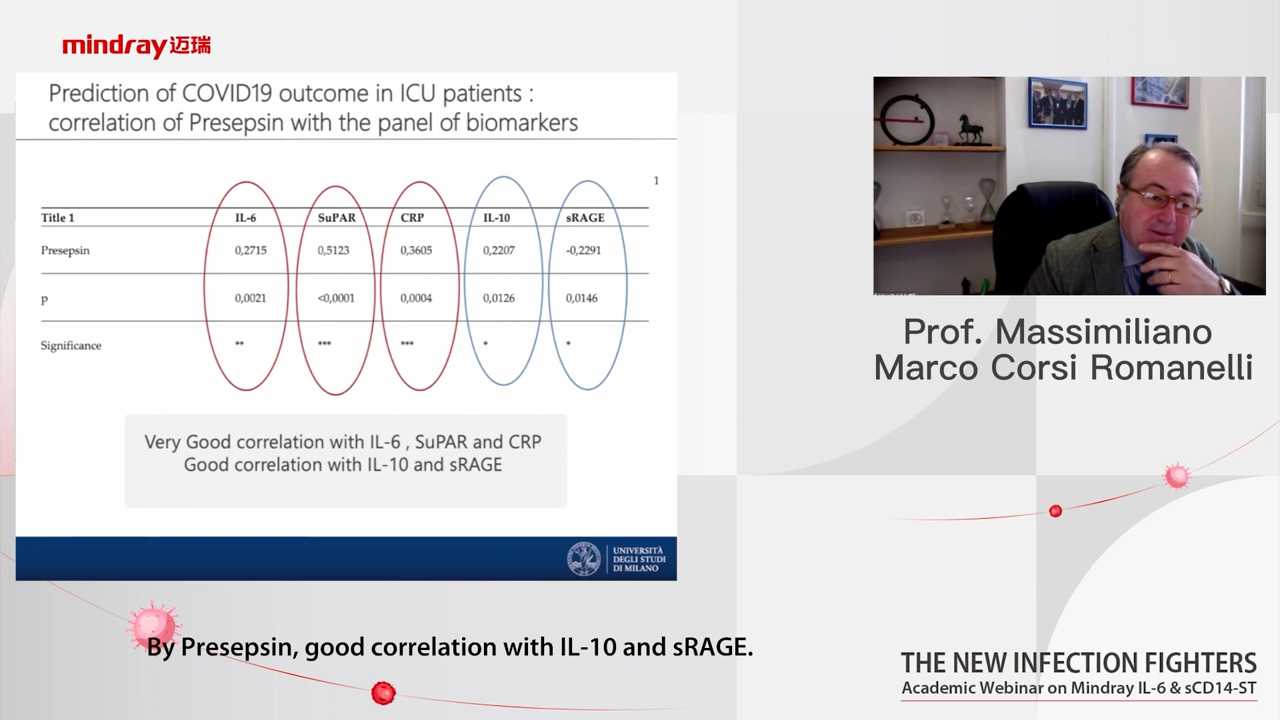 mindray迈瑞
Prediction of COVID19 outcome in ICU patients :
correlation of Presepsin with the panel of biomarkers
1
Title 1 IL-6 SuPAR CRP IL-10 sRAGE
Presepsin 0,2715 0,5123 0,3605 0,2207 -0,2291
p 0,0021 <0,0001 0,0004 0,0126 0,0146
Significance ** *** *** * *
Very Good correlation with IL-6 , SuPAR and CRP
Good correlation with IL-10 and sRAGE
UNIVERSITÀ
DEGLI STUDI
DI MILANO
Prof. Massimiliano
Marco Corsi Romanelli
By Presepsin, good correlation with IL-10 and sRAGE.
THE NEW INFECTION FIGHTERS
Academic Webinar on Mindray IL-6 & sCD14-ST